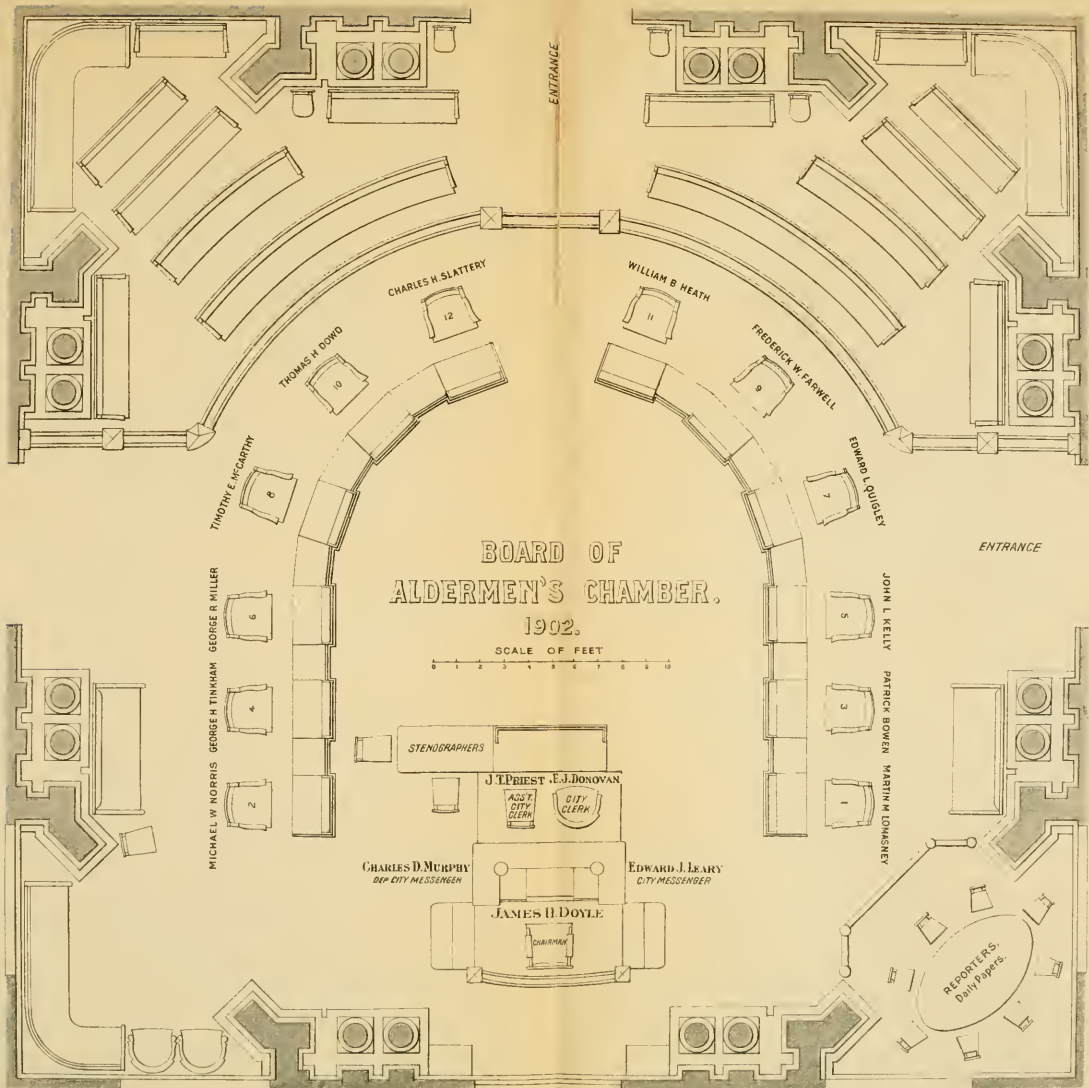 ENTRANCE
CHARLES H. SLATTERY
12
WILLIAM B HEATH
11
THOMAS H DOWD
10
FREDERICK W. FARWELL
9
TIMOTHY E. McCARTHY
8
EDWARD L. QUIGLEY
7
ENTRANCE
BOARD OF
ALDERMEN'S CHAMBER.
1902.
SCALE OF FEET
0 1 2 3 4 5 6 7 8 9 10
GEORGE R MILLER
6
JOHN L KELLY
5
GEORGE H TINKHAM
4
PATRICK BOWEN
3
MICHAEL W NORRIS
2
MARTIN M LOMASNEY
1
STENOGRAPHERS
J.T. PRIEST E.J. DONOVAN
ASS'T.
CITY
CLERK
CITY
CLERK
CHARLES D. MURPHY
DEP CITY MESSENGER
EDWARD J. LEARY
CITY MESSENGER
JAMES H. DOYLE
CHAIRMAN
REPORTERS.
Daily Papers.